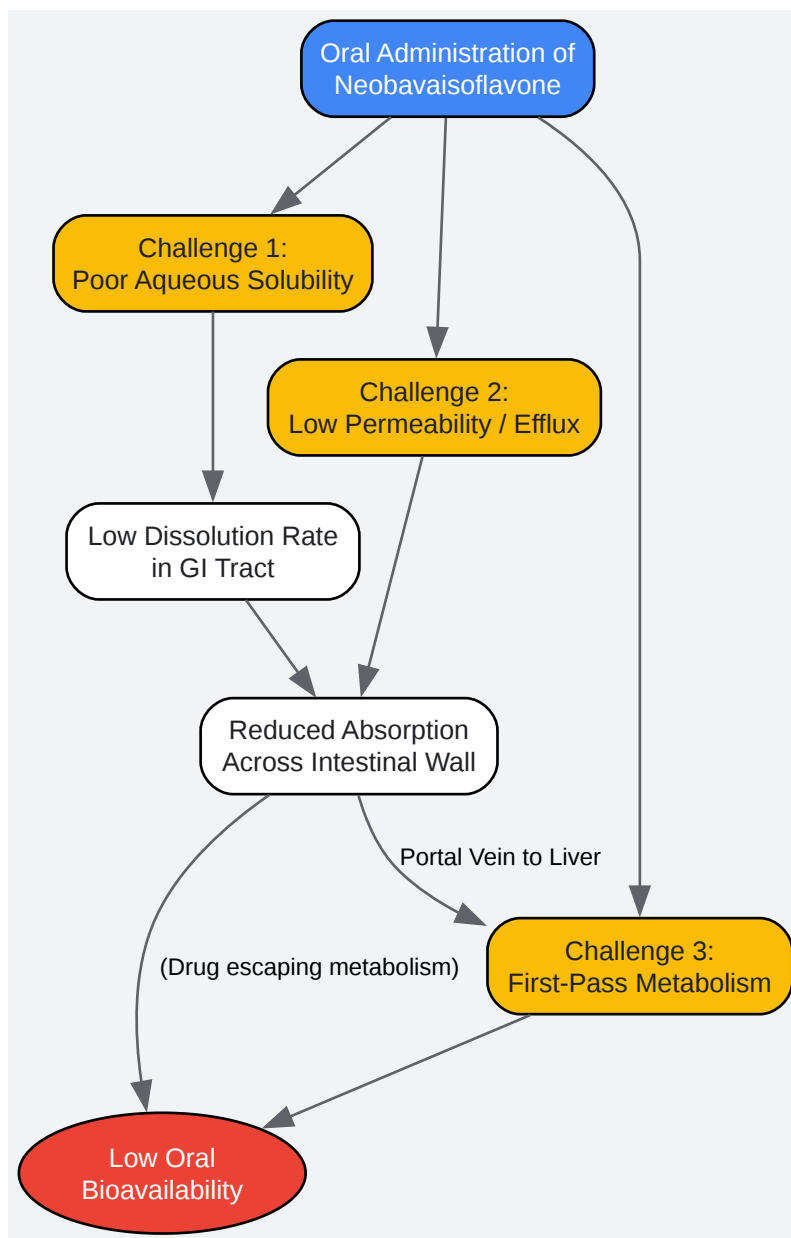 Oral Administration of
Neobavaisoflavone
Challenge 1:
Poor Aqueous Solubility
Challenge 2:
Low Permeability / Efflux
Low Dissolution Rate
in GI Tract
Reduced Absorption
Across Intestinal Wall
Portal Vein to Liver
(Drug escaping metabolism)
Challenge 3:
First-Pass Metabolism
Low Oral
Bioavailability